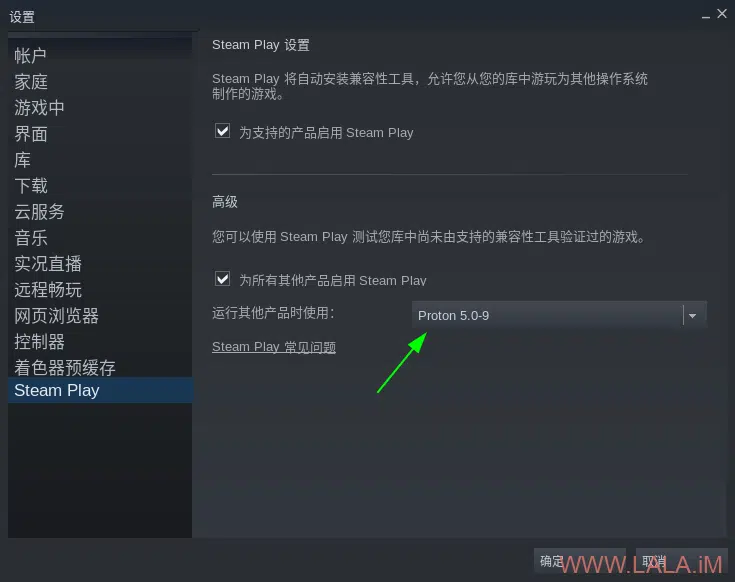 设置
帐户
家庭
游戏中
界面
库
下载
云服务
音乐
实况直播
远程畅玩
网页浏览器
控制器
着色器预缓存
Steam Play
Steam Play 设置
Steam Play 将自动安装兼容性工具，允许您从您的库中游玩为其他操作系统
制作的游戏。
为支持的产品启用 Steam Play
高级
您可以使用 Steam Play 测试您库中尚未由支持的兼容性工具验证过的游戏。
为所有其他产品启用 Steam Play
运行其他产品时使用：
Proton 5.0-9
Steam Play 常见问题
确定
取消
WWW.LALA.iM